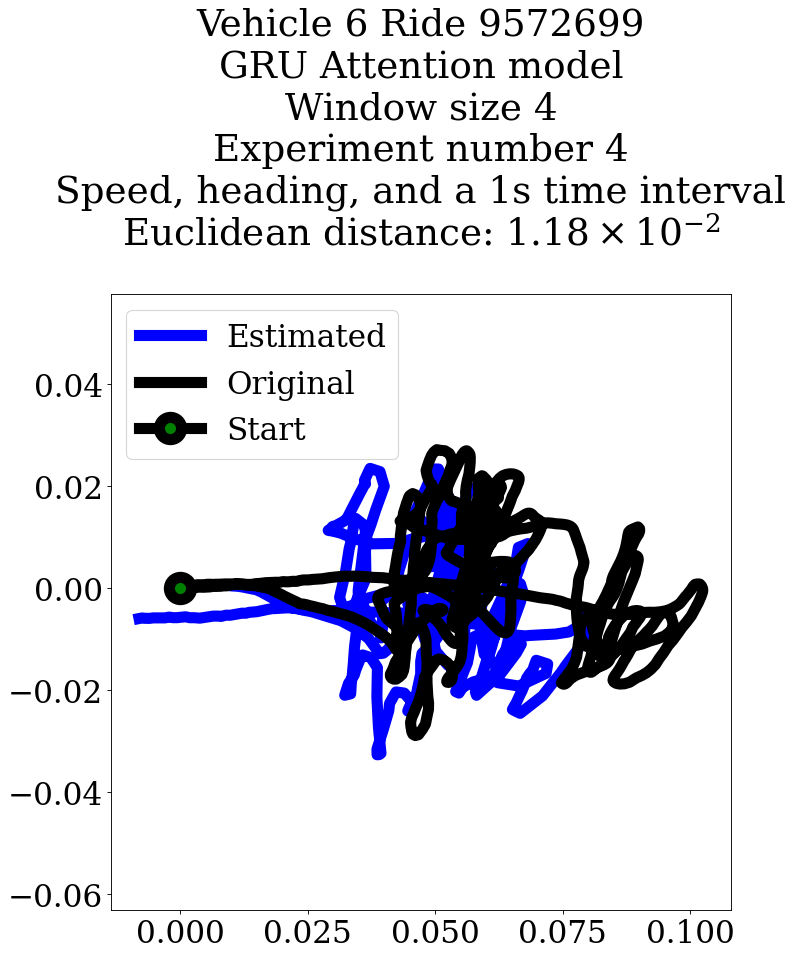 Vehicle 6 Ride 9572699
GRU Attention model
Window size 4
Experiment number 4
Speed, heading, and a 1s time interval
Euclidean distance: 1.18 × 10⁻²
Estimated
Original
Start
0.04
0.02
0.00
−0.02
−0.04
−0.06
0.000 0.025 0.050 0.075 0.100